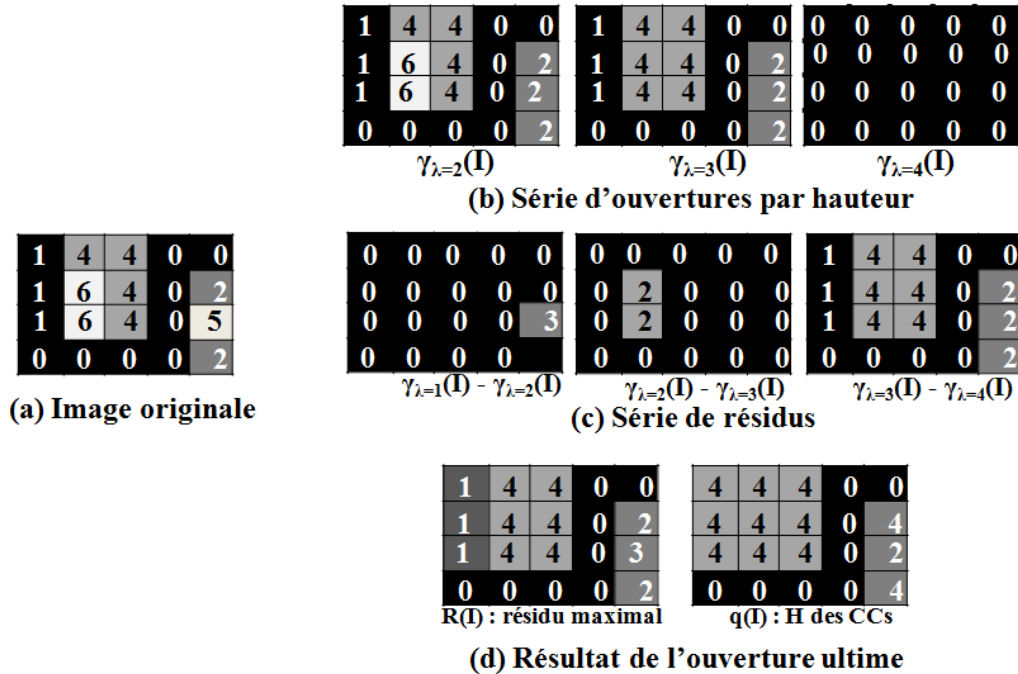 1 4 4 0 0
1 6 4 0 2
1 6 4 0 2
0 0 0 0 2
γλ=2(I)
1 4 4 0 0
1 4 4 0 2
1 4 4 0 2
0 0 0 0 2
γλ=3(I)
0 0 0 0 0
0 0 0 0 0
0 0 0 0 0
0 0 0 0 0
γλ=4(I)
(b) Série d'ouvertures par hauteur
1 4 4 0 0
1 6 4 0 2
1 6 4 0 5
0 0 0 0 2
(a) Image originale
0 0 0 0 0
0 0 0 0 0
0 0 0 0 3
0 0 0 0
γλ=1(I) - γλ=2(I)
0 0 0 0 0
0 2 0 0 0
0 2 0 0 0
0 0 0 0 0
γλ=2(I) - γλ=3(I)
1 4 4 0 0
1 4 4 0 2
1 4 4 0 2
0 0 0 0 2
γλ=3(I) - γλ=4(I)
(c) Série de résidus
1 4 4 0 0
1 4 4 0 2
1 4 4 0 3
0 0 0 0 2
R(I) : résidu maximal
4 4 4 0 0
4 4 4 0 4
4 4 4 0 2
0 0 0 0 4
q(I) : H des CCs
(d) Résultat de l'ouverture ultime